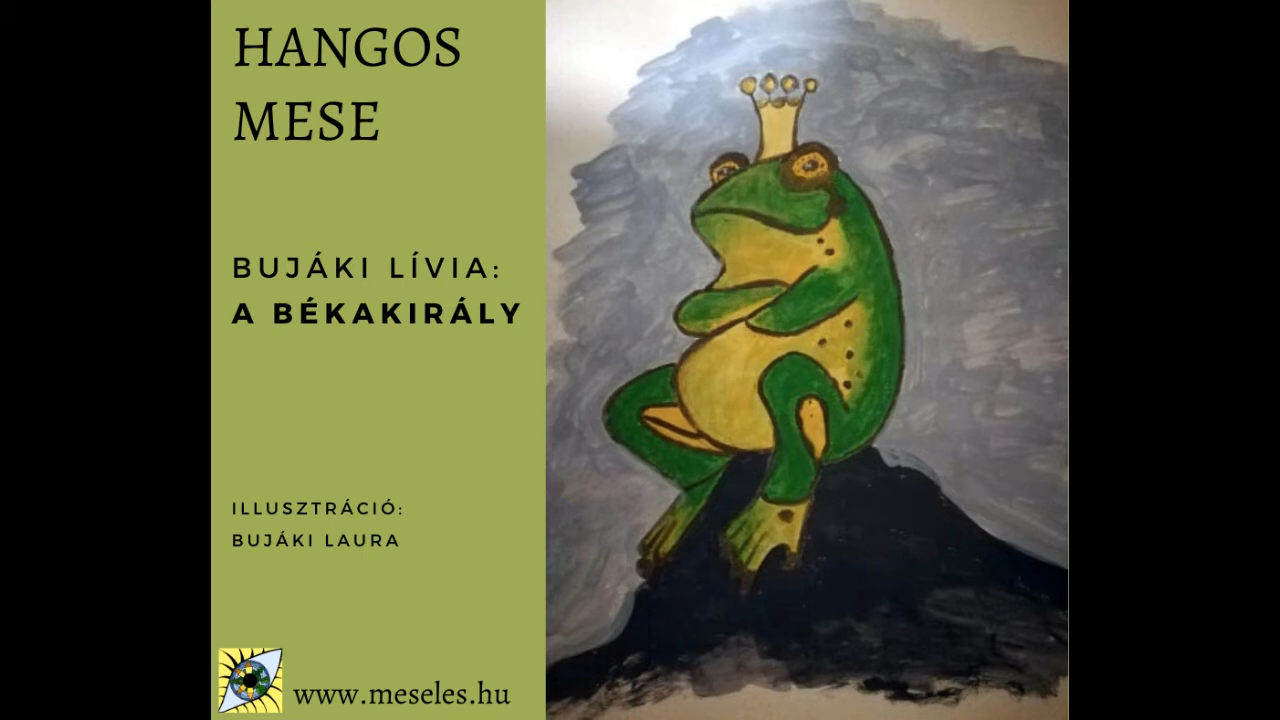 HANGOS
MESE
BUJÁKI LÍVIA:
A BÉKAKIRÁLY
ILLUSZTRÁCIÓ:
BUJÁKI LAURA
www.meseles.hu